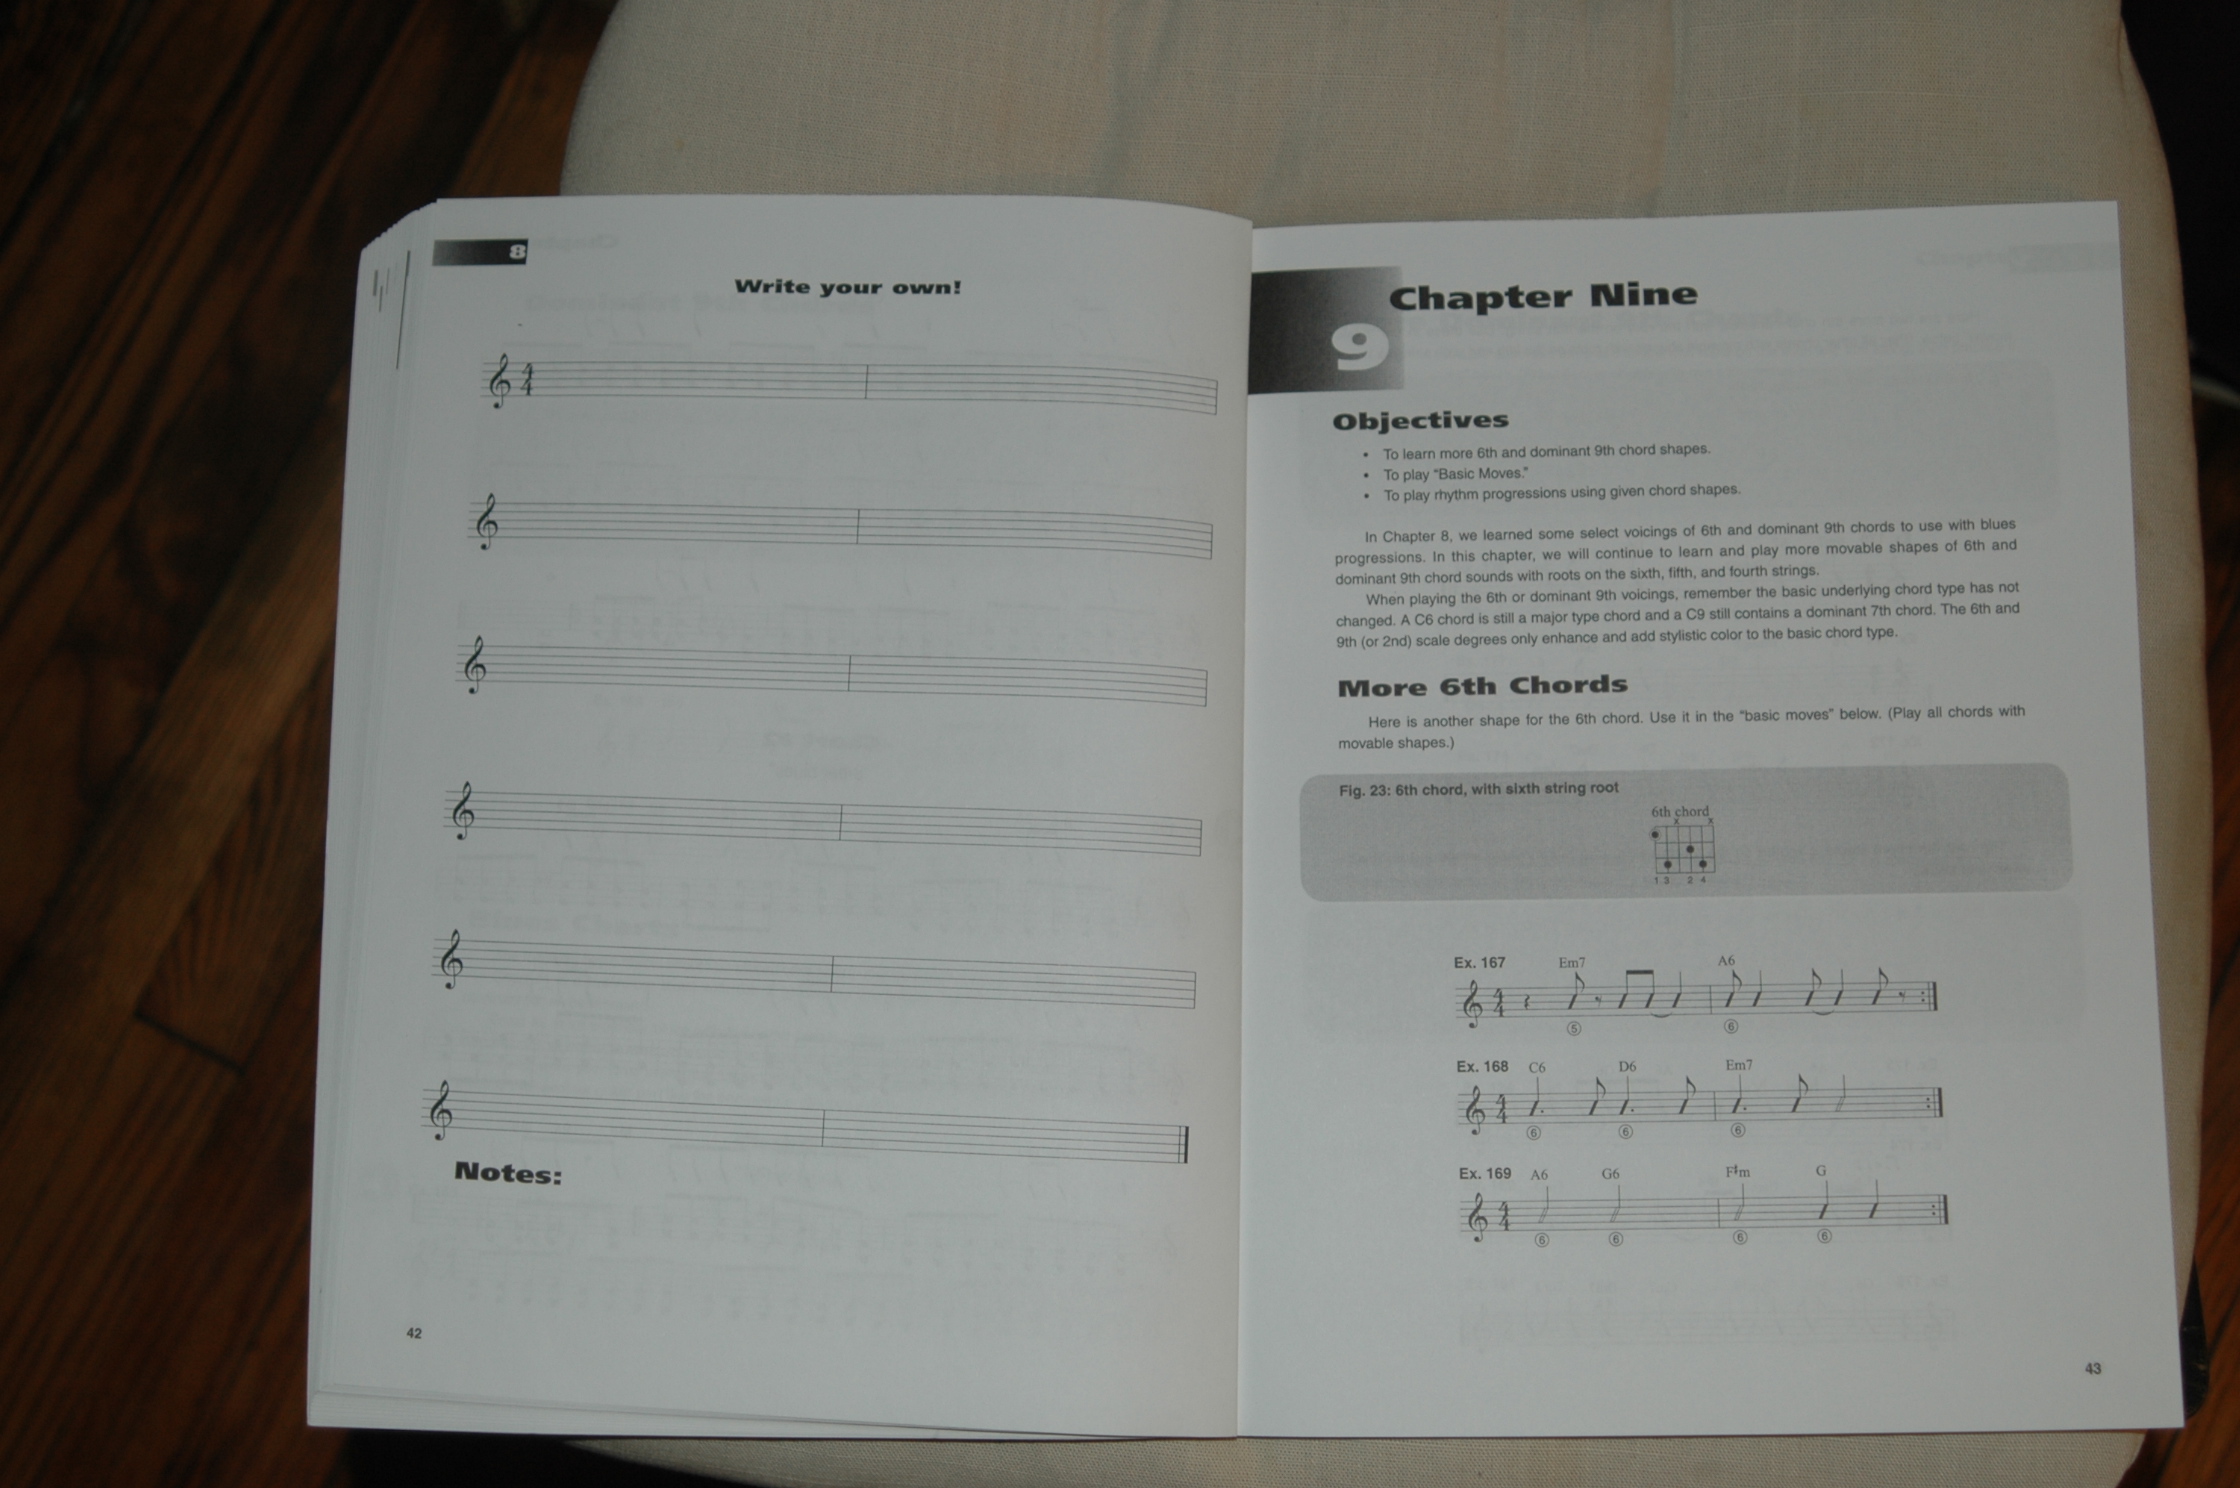 8
Write your own!
4
4
Notes:
42
9
Chapter Nine
Objectives
• To learn more 6th and dominant 9th chord shapes.
• To play “Basic Moves.”
• To play rhythm progressions using given chord shapes.
In Chapter 8, we learned some select voicings of 6th and dominant 9th chords to use with blues
progressions. In this chapter, we will continue to learn and play more movable shapes of 6th and
dominant 9th chord sounds with roots on the sixth, fifth, and fourth strings.
When playing the 6th or dominant 9th voicings, remember the basic underlying chord type has not
changed. A C6 chord is still a major type chord and a C9 still contains a dominant 7th chord. The 6th and
9th (or 2nd) scale degrees only enhance and add stylistic color to the basic chord type.
More 6th Chords
Here is another shape for the 6th chord. Use it in the “basic moves” below. (Play all chords with
movable shapes.)
Fig. 23: 6th chord, with sixth string root
6th chord
x x
1 3 2 4
Ex. 167 Em7 A6
4
4
5 6
Ex. 168 C6 D6 Em7
4
4
6 6 6
Ex. 169 A6 G6 F♯m G
4
4
6 6 6 6
43